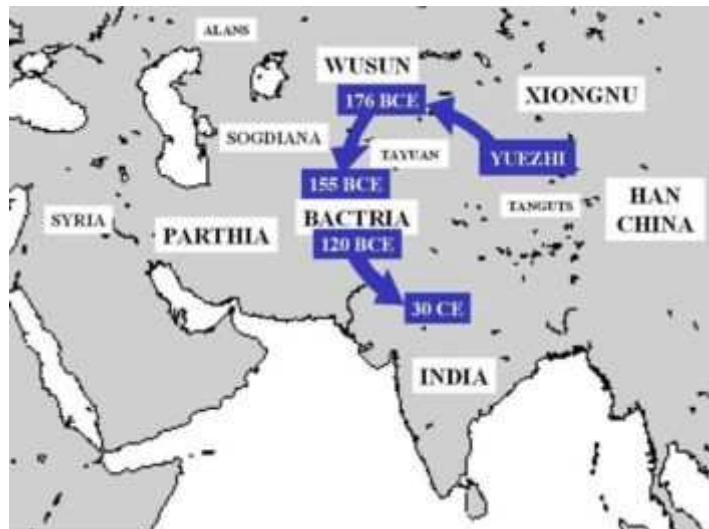 ALANS
WUSUN
176 BCE
XIONGNU
SOGDIANA
TAYUAN
YUEZHI
155 BCE
TANGUTS
HAN
CHINA
SYRIA
PARTHIA
BACTRIA
120 BCE
30 CE
INDIA